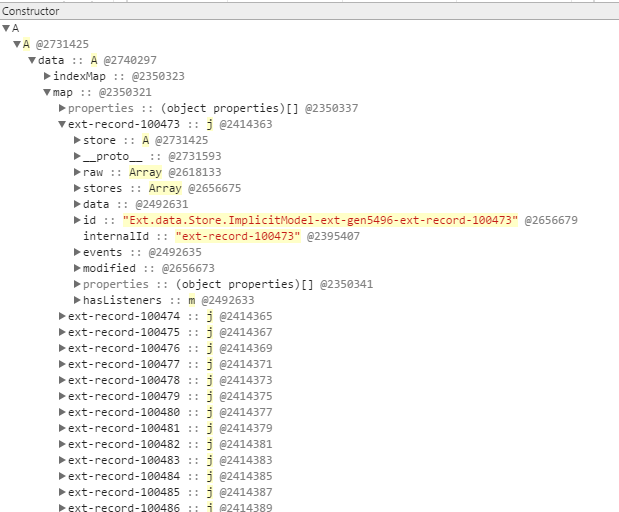 Constructor
A
A @2731425
data :: A @2740297
indexMap :: @2350323
map :: @2350321
properties :: (object properties)[] @2350337
ext-record-100473 :: j @2414363
store :: A @2731425
__proto__ :: @2731593
raw :: Array @2618133
stores :: Array @2656675
data :: @2492631
id :: "Ext.data.Store.ImplicitModel-ext-gen5496-ext-record-100473" @2656679
internalId :: "ext-record-100473" @2395407
events :: @2492635
modified :: @2656673
properties :: (object properties)[] @2350341
hasListeners :: m @2492633
ext-record-100474 :: j @2414365
ext-record-100475 :: j @2414367
ext-record-100476 :: j @2414369
ext-record-100477 :: j @2414371
ext-record-100478 :: j @2414373
ext-record-100479 :: j @2414375
ext-record-100480 :: j @2414377
ext-record-100481 :: j @2414379
ext-record-100482 :: j @2414381
ext-record-100483 :: j @2414383
ext-record-100484 :: j @2414385
ext-record-100485 :: j @2414387
ext-record-100486 :: j @2414389